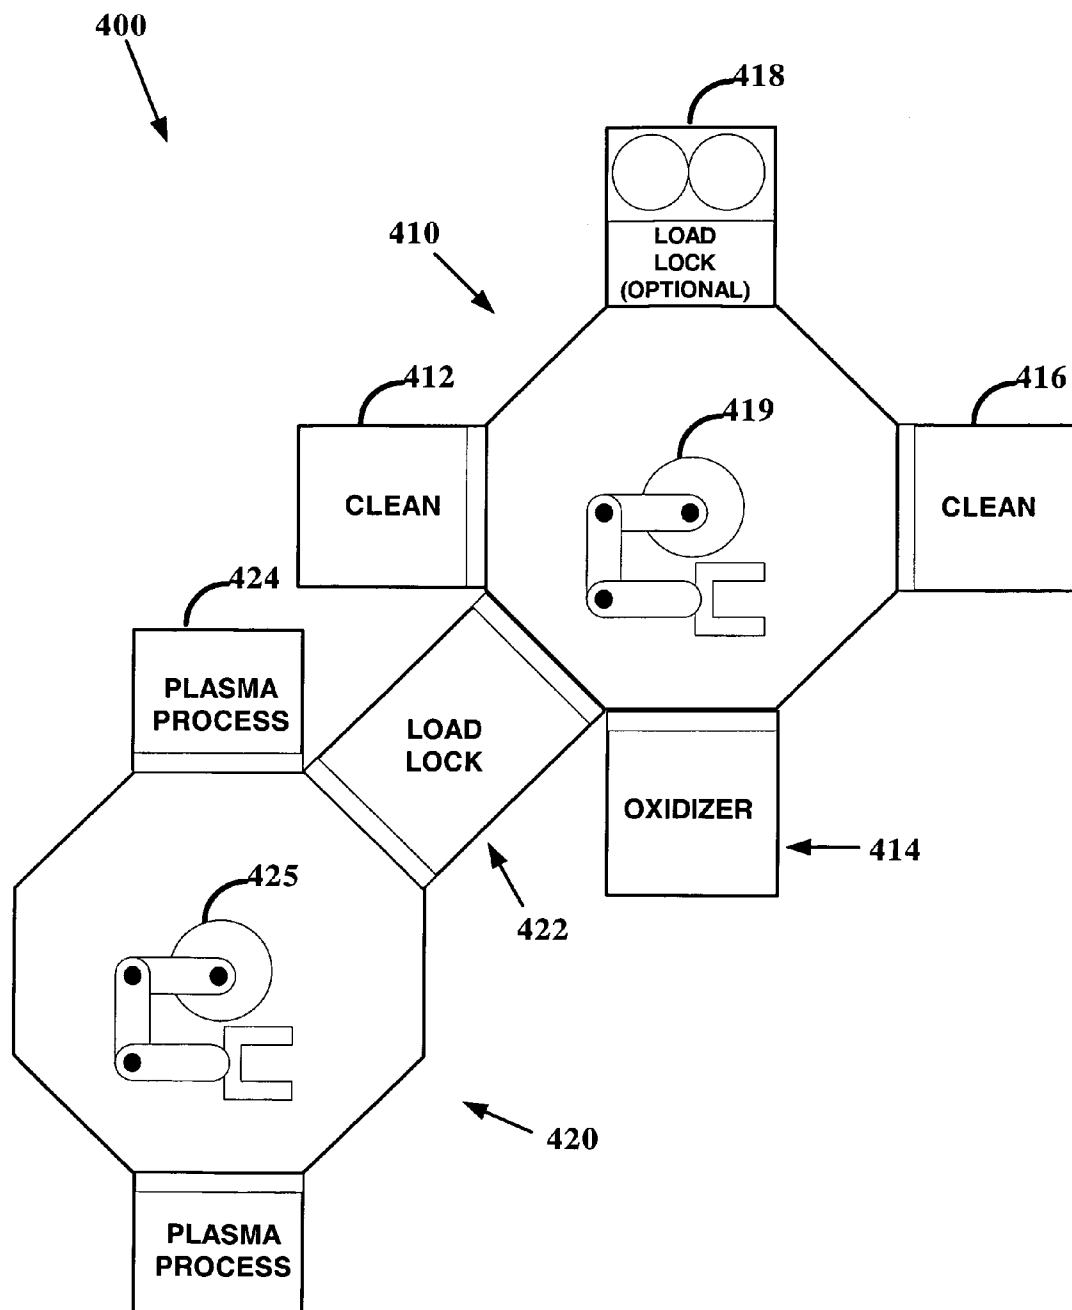 400
418
LOAD
LOCK
(OPTIONAL)
410
412
416
419
CLEAN
CLEAN
424
PLASMA
PROCESS
LOAD
LOCK
OXIDIZER
414
425
422
420
PLASMA
PROCESS